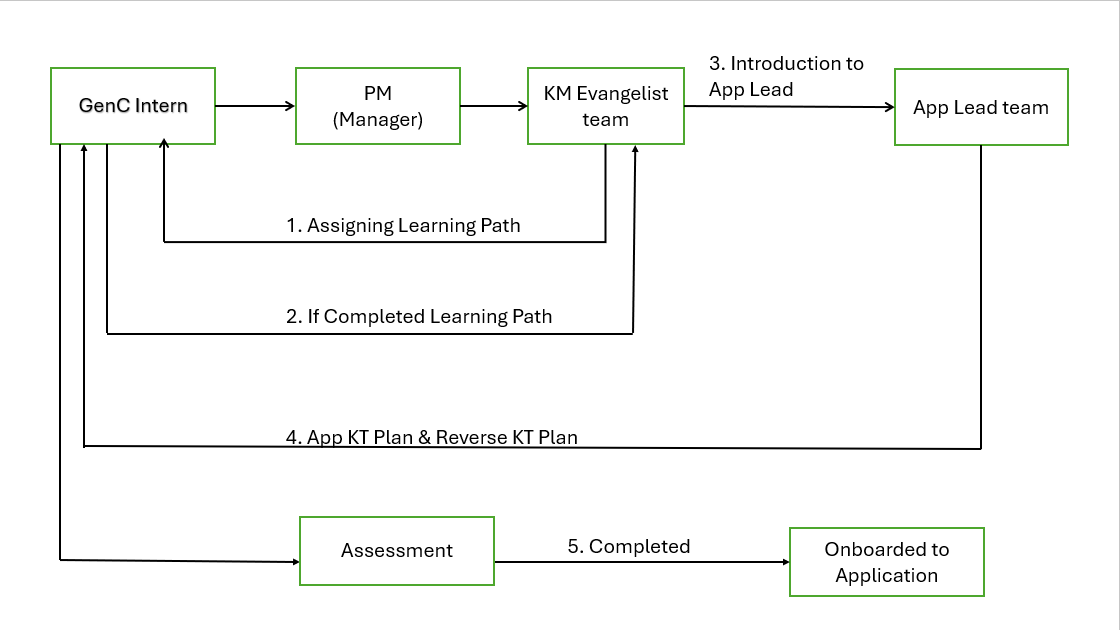 GenC Intern
PM
(Manager)
KM Evangelist
team
3. Introduction to
App Lead
App Lead team
1. Assigning Learning Path
2. If Completed Learning Path
4. App KT Plan & Reverse KT Plan
Assessment
5. Completed
Onboarded to
Application